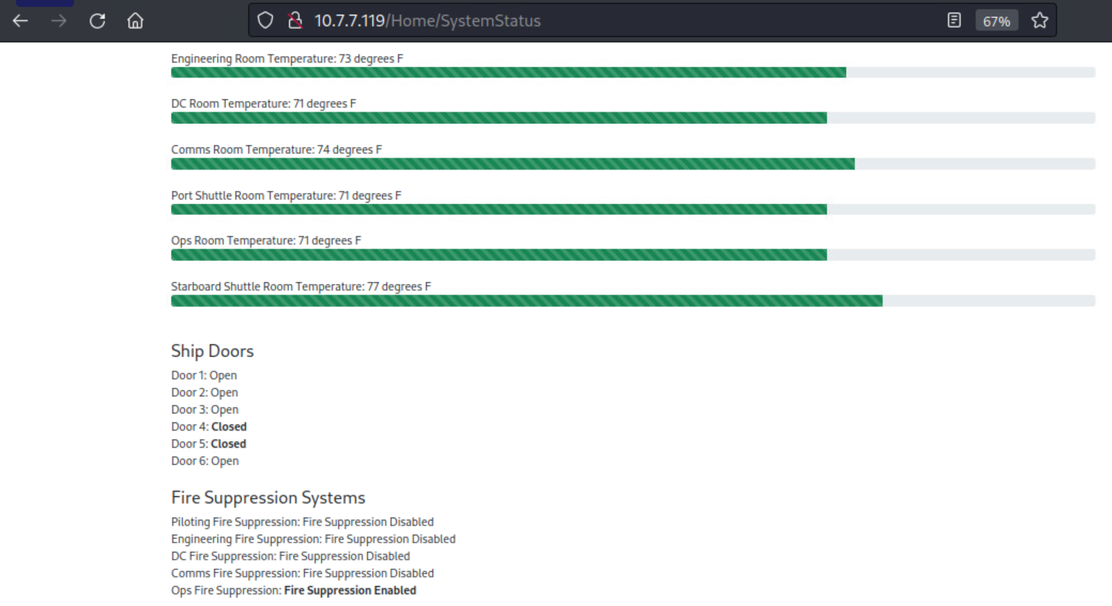 10.7.7.119/Home/SystemStatus
67%
Engineering Room Temperature: 73 degrees F
DC Room Temperature: 71 degrees F
Comms Room Temperature: 74 degrees F
Port Shuttle Room Temperature: 71 degrees F
Ops Room Temperature: 71 degrees F
Starboard Shuttle Room Temperature: 77 degrees F
Ship Doors
Door 1: Open
Door 2: Open
Door 3: Open
Door 4: Closed
Door 5: Closed
Door 6: Open
Fire Suppression Systems
Piloting Fire Suppression: Fire Suppression Disabled
Engineering Fire Suppression: Fire Suppression Disabled
DC Fire Suppression: Fire Suppression Disabled
Comms Fire Suppression: Fire Suppression Disabled
Ops Fire Suppression: Fire Suppression Enabled